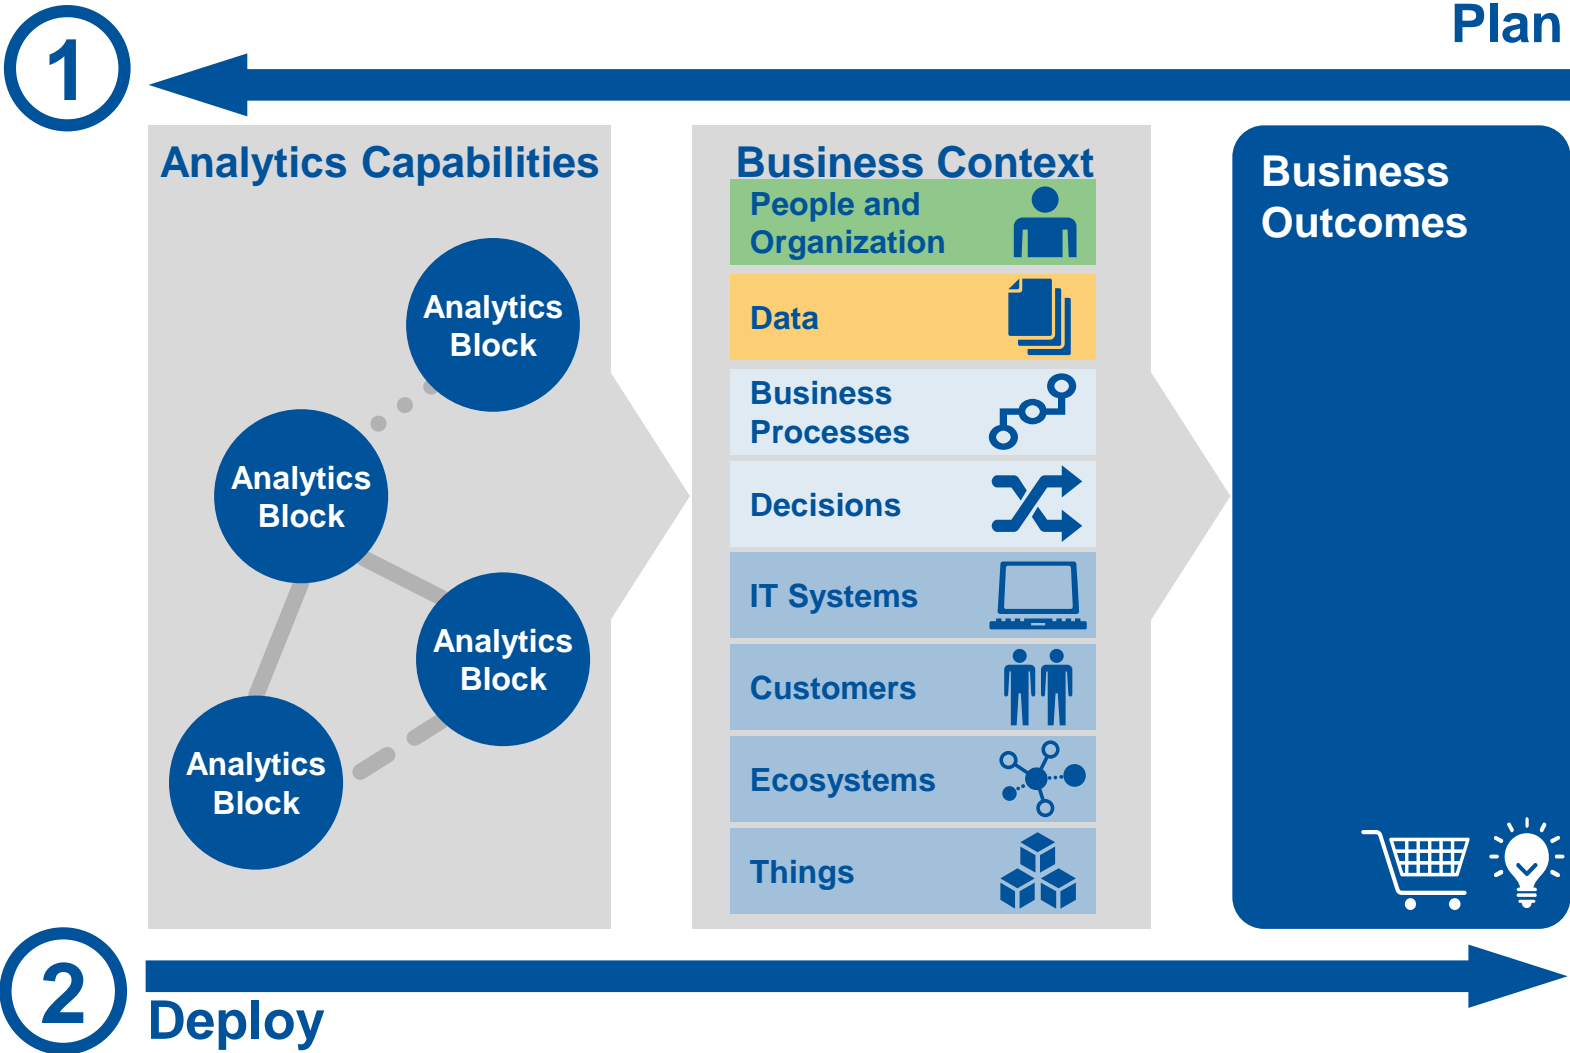 1
Plan
Analytics Capabilities
Analytics
Block
Analytics
Block
Analytics
Block
Analytics
Block
Business Context
People and
Organization
Data
Business
Processes
Decisions
IT Systems
Customers
Ecosystems
Things
Business
Outcomes
2
Deploy